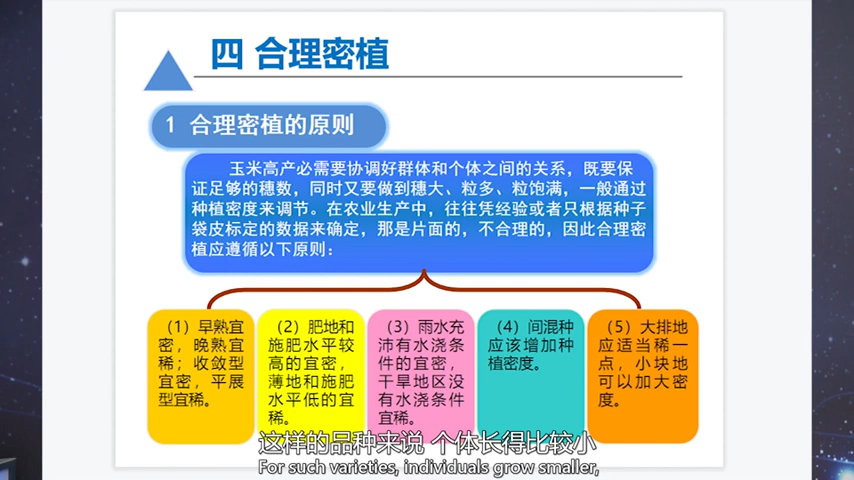 四 合理密植
1 合理密植的原则
玉米高产必需要协调好群体和个体之间的关系，既要保
证足够的穗数，同时又要做到穗大、粒多、粒饱满，一般通过
种植密度来调节。在农业生产中，往往凭经验或者只根据种子
袋皮标定的数据来确定，那是片面的，不合理的，因此合理密
植应遵循以下原则：
（1）早熟宜
密，晚熟宜
稀；收敛型
宜密，平展
型宜稀。
（2）肥地和
施肥水平较
高的宜密，
薄地和施肥
水平低的宜
稀。
（3）雨水充
沛有水浇条
件的宜密，
干旱地区没
有水浇条件
宜稀。
（4）间混种
应该增加种
植密度。
（5）大排地
应适当稀一
点，小块地
可以加大密
度。
这样的品种来说 个体长得比较小
For such varieties, individuals grow smaller,